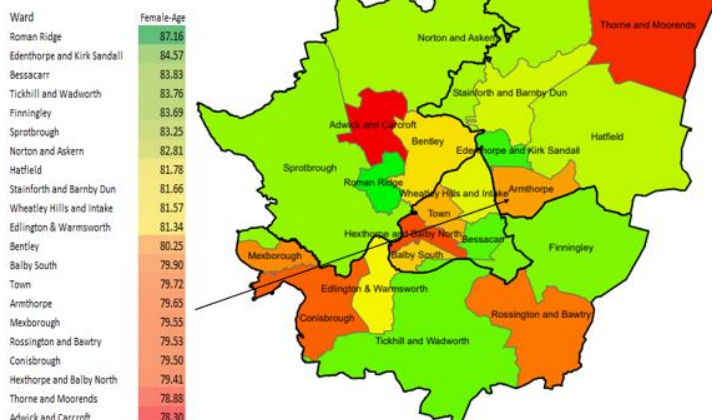 Ward Female-Age
Roman Ridge 87.16
Edenthorpe and Kirk Sandall 84.57
Bessacarr 83.83
Tickhill and Wadworth 83.76
Finningley 83.69
Sprotbrough 83.25
Norton and Askern 82.81
Hatfield 81.78
Stainforth and Barnby Dun 81.66
Wheatley Hills and Intake 81.57
Edlington & Warmsworth 81.34
Bentley 80.25
Balby South 79.90
Town 79.72
Armthorpe 79.65
Mexborough 79.55
Rossington and Bawtry 79.53
Conisbrough 79.50
Hexthorpe and Balby North 79.41
Thorne and Moorends 78.88
Adwick and Carcroft 78.30
Thorne and Moorends
Norton and Askern
Stainforth and Barnby Dun
Adwick and Carcroft
Bentley
Hatfield
Edenthorpe and Kirk Sandall
Sprotbrough
Roman Ridge
Wheatley Hills and Intake
Armthorpe
Town
Hexthorpe and Balby North
Bessacarr
Finningley
Mexborough
Balby South
Edlington & Warmsworth
Conisbrough
Rossington and Bawtry
Tickhill and Wadworth